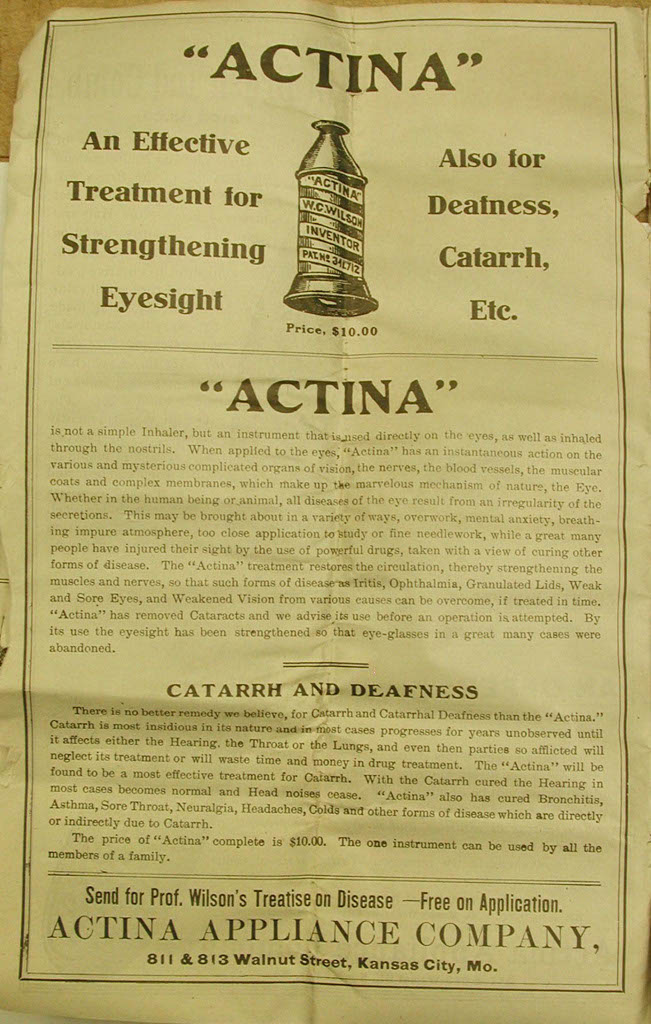 "ACTINA"
An Effective
Treatment for
Strengthening
Eyesight
"ACTINA"
W.C. WILSON
INVENTOR
PAT. No. 341,712
Price, $10.00
Also for
Deafness,
Catarrh,
Etc.
"ACTINA"
is not a simple Inhaler, but an instrument that is used directly on the eyes, as well as inhaled
through the nostrils. When applied to the eyes, "Actina" has an instantaneous action on the
various and mysterious complicated organs of vision, the nerves, the blood vessels, the muscular
coats and complex membranes, which make up the marvelous mechanism of nature, the Eye.
Whether in the human being or animal, all diseases of the eye result from an irregularity of the
secretions. This may be brought about in a variety of ways, overwork, mental anxiety, breath-
ing impure atmosphere, too close application to study or fine needlework, while a great many
people have injured their sight by the use of powerful drugs, taken with a view of curing other
forms of disease. The "Actina" treatment restores the circulation, thereby strengthening the
muscles and nerves, so that such forms of disease as Iritis, Ophthalmia, Granulated Lids, Weak
and Sore Eyes, and Weakened Vision from various causes can be overcome, if treated in time.
"Actina" has removed Cataracts and we advise its use before an operation is attempted. By
its use the eyesight has been strengthened so that eye-glasses in a great many cases were
abandoned.
CATARRH AND DEAFNESS
There is no better remedy we believe, for Catarrh and Catarrhal Deafness than the "Actina."
Catarrh is most insidious in its nature and in most cases progresses for years unobserved until
it affects either the Hearing, the Throat or the Lungs, and even then parties so afflicted will
neglect its treatment or will waste time and money in drug treatment. The "Actina" will be
found to be a most effective treatment for Catarrh. With the Catarrh cured the Hearing in
most cases becomes normal and Head noises cease. "Actina" also has cured Bronchitis,
Asthma, Sore Throat, Neuralgia, Headaches, Colds and other forms of disease which are directly
or indirectly due to Catarrh.
The price of "Actina" complete is $10.00. The one instrument can be used by all the
members of a family.
Send for Prof. Wilson's Treatise on Disease—Free on Application.
ACTINA APPLIANCE COMPANY,
811 & 813 Walnut Street, Kansas City, Mo.